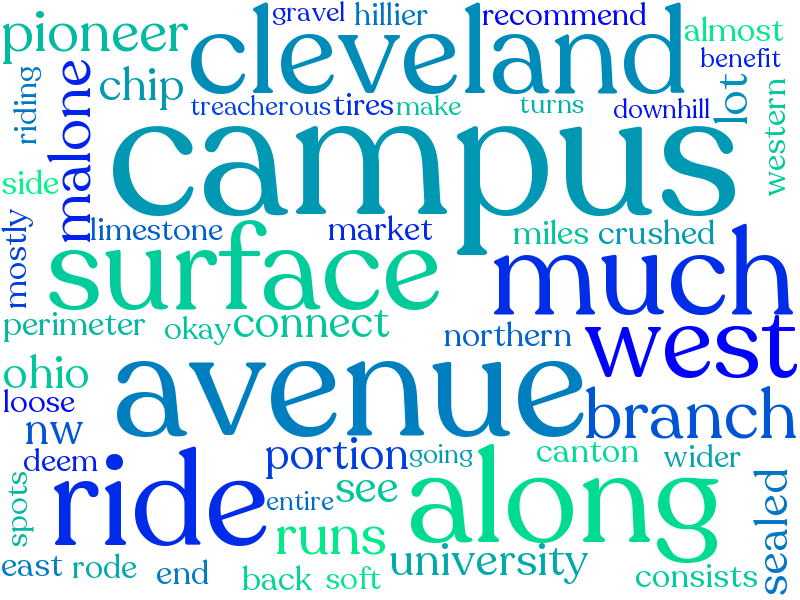 gravel
hillier
recommend
pioneer
cleveland
almost
benefit
chip
riding
malone
treacherous
tires
make
turns
downhill
lot
western
campus
side
mostly
limestone
market
miles
crushed
surface
much
perimeter
okay
connect
northern
west
ohio
avenue
loose
branch
nw
deem
portion
going
canton
wider
ride
see
along
entire
spots
sealed
runs
university
east
rode
end
back
soft
consists